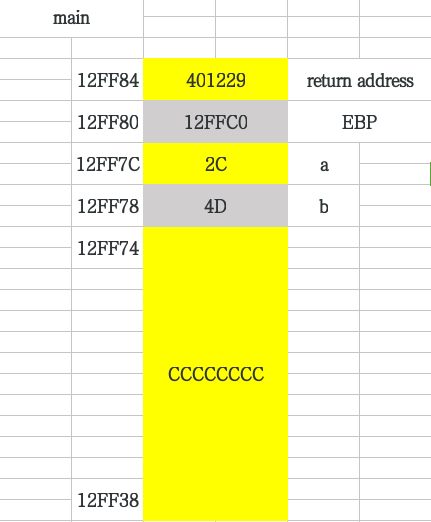 main
12FF84 401229 return address
12FF80 12FFC0 EBP
12FF7C 2C a
12FF78 4D b
12FF74
CCCCCCCC
12FF38